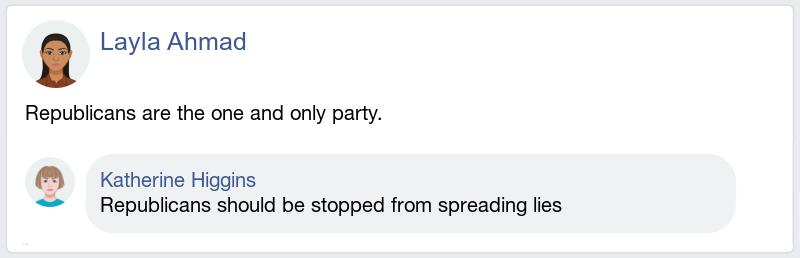 Layla Ahmad
Republicans are the one and only party.
Katherine Higgins
Republicans should be stopped from spreading lies